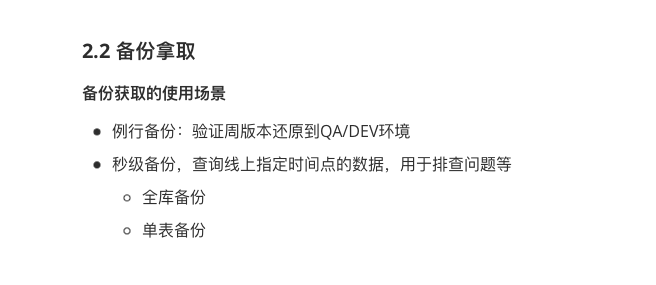 2.2 备份拿取
备份获取的使用场景
例行备份：验证周版本还原到QA/DEV环境
秒级备份，查询线上指定时间点的数据，用于排查问题等
全库备份
单表备份